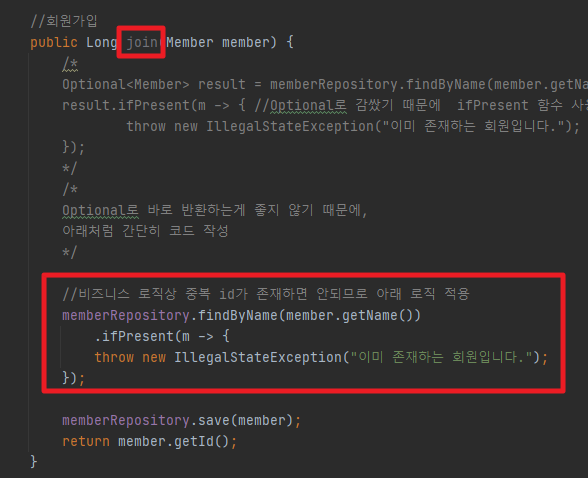 //회원가입
public Long join(Member member) {
/*
Optional<Member> result = memberRepository.findByName(member.getNa
result.ifPresent(m -> { //Optional로 감쌌기 때문에 ifPresent 함수 사용
throw new IllegalStateException("이미 존재하는 회원입니다.");
});
*/
/*
Optional로 바로 반환하는게 좋지 않기 때문에,
아래처럼 간단히 코드 작성
*/
//비즈니스 로직상 중복 id가 존재하면 안되므로 아래 로직 적용
memberRepository.findByName(member.getName())
.ifPresent(m -> {
throw new IllegalStateException("이미 존재하는 회원입니다.");
});
memberRepository.save(member);
return member.getId();
}